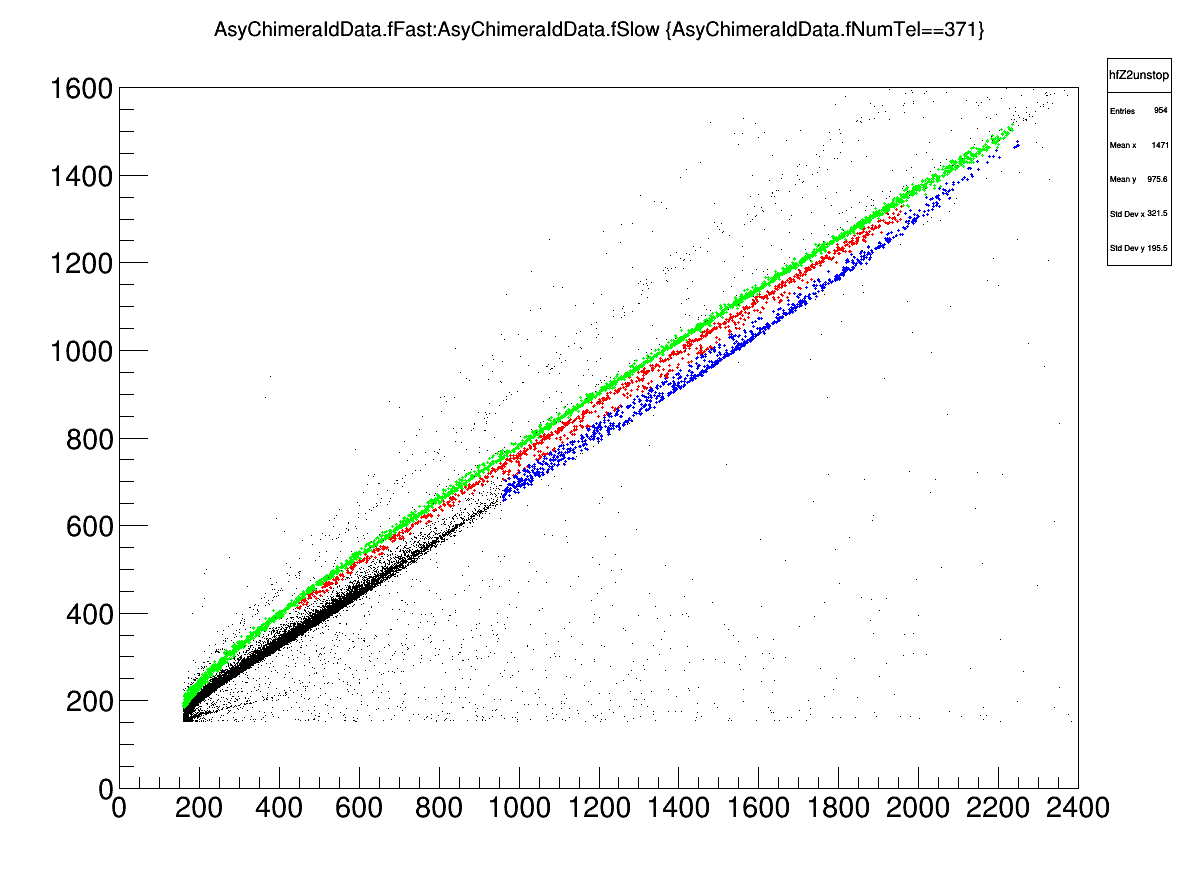 AsyChimeraIdData.fFast:AsyChimeraIdData.fSlow {AsyChimeraIdData.fNumTel==371}
hfZ2unstop
Entries 954
Mean x 1471
Mean y 975.6
Std Dev x 321.5
Std Dev y 195.5
1600
1400
1200
1000
800
600
400
200
0
0 200 400 600 800 1000 1200 1400 1600 1800 2000 2200 2400